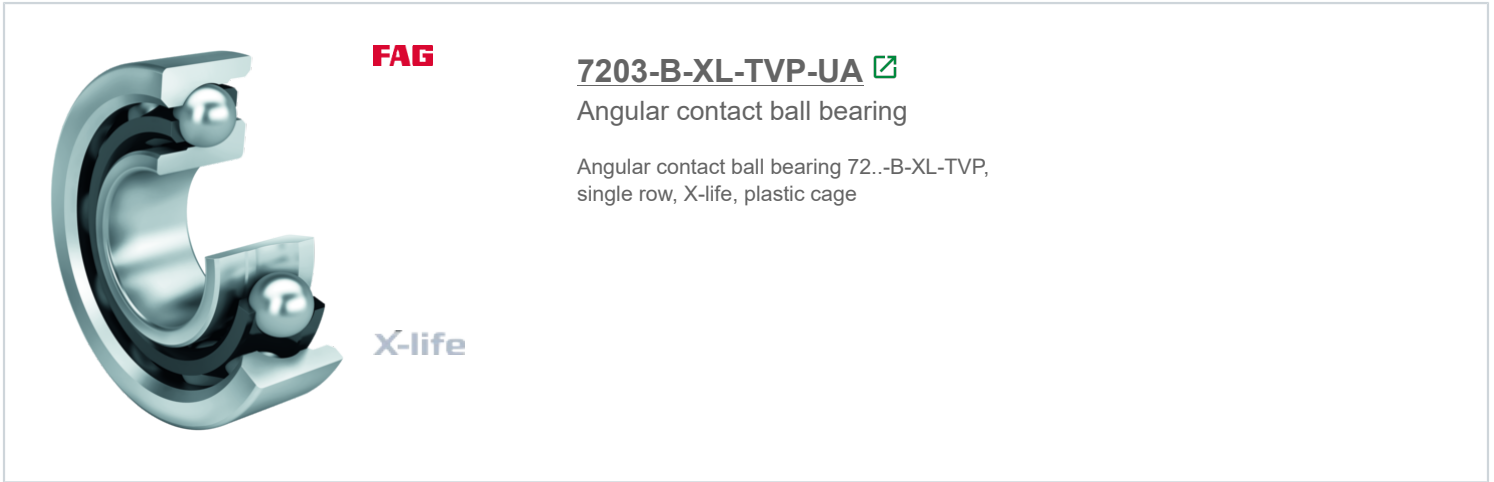 FAG
7203-B-XL-TVP-UA
Angular contact ball bearing
Angular contact ball bearing 72..-B-XL-TVP,
single row, X-life, plastic cage
X-life